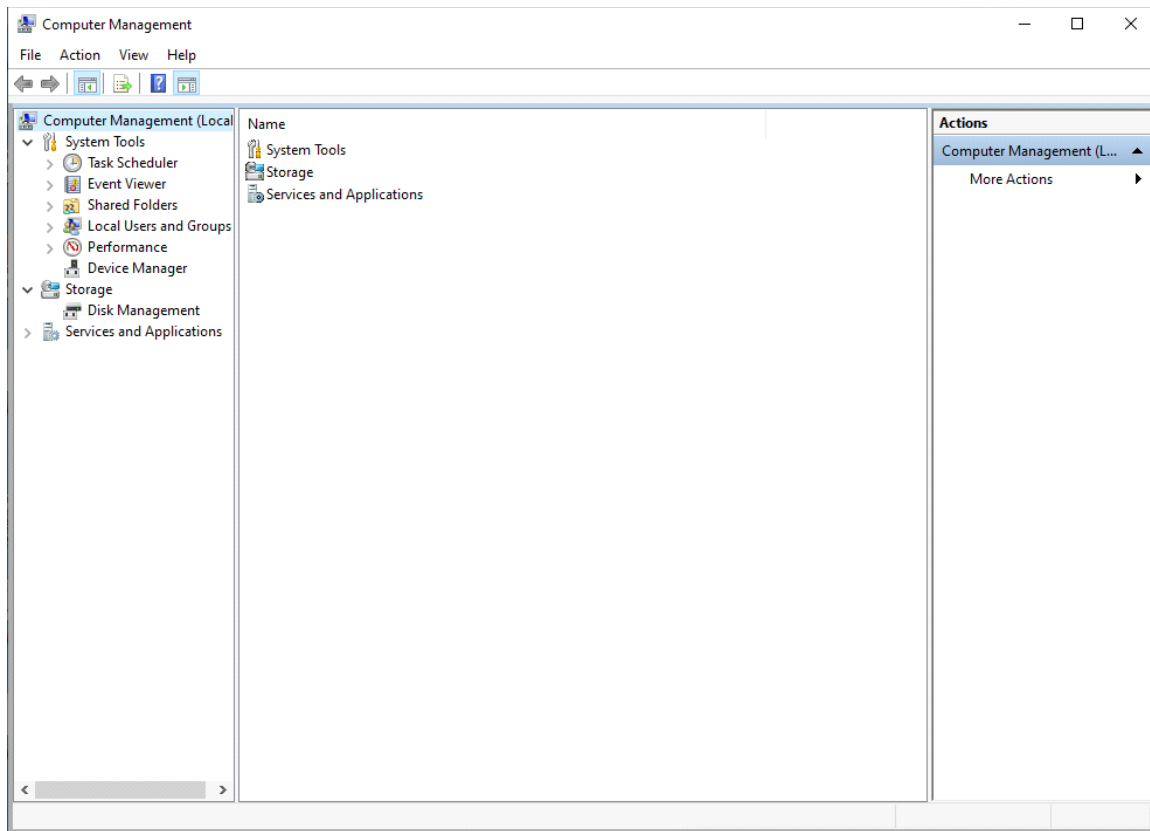 Computer Management
File Action View Help
Computer Management (Local
System Tools
Task Scheduler
Event Viewer
Shared Folders
Local Users and Groups
Performance
Device Manager
Storage
Disk Management
Services and Applications
Name
System Tools
Storage
Services and Applications
Actions
Computer Management (L...
More Actions